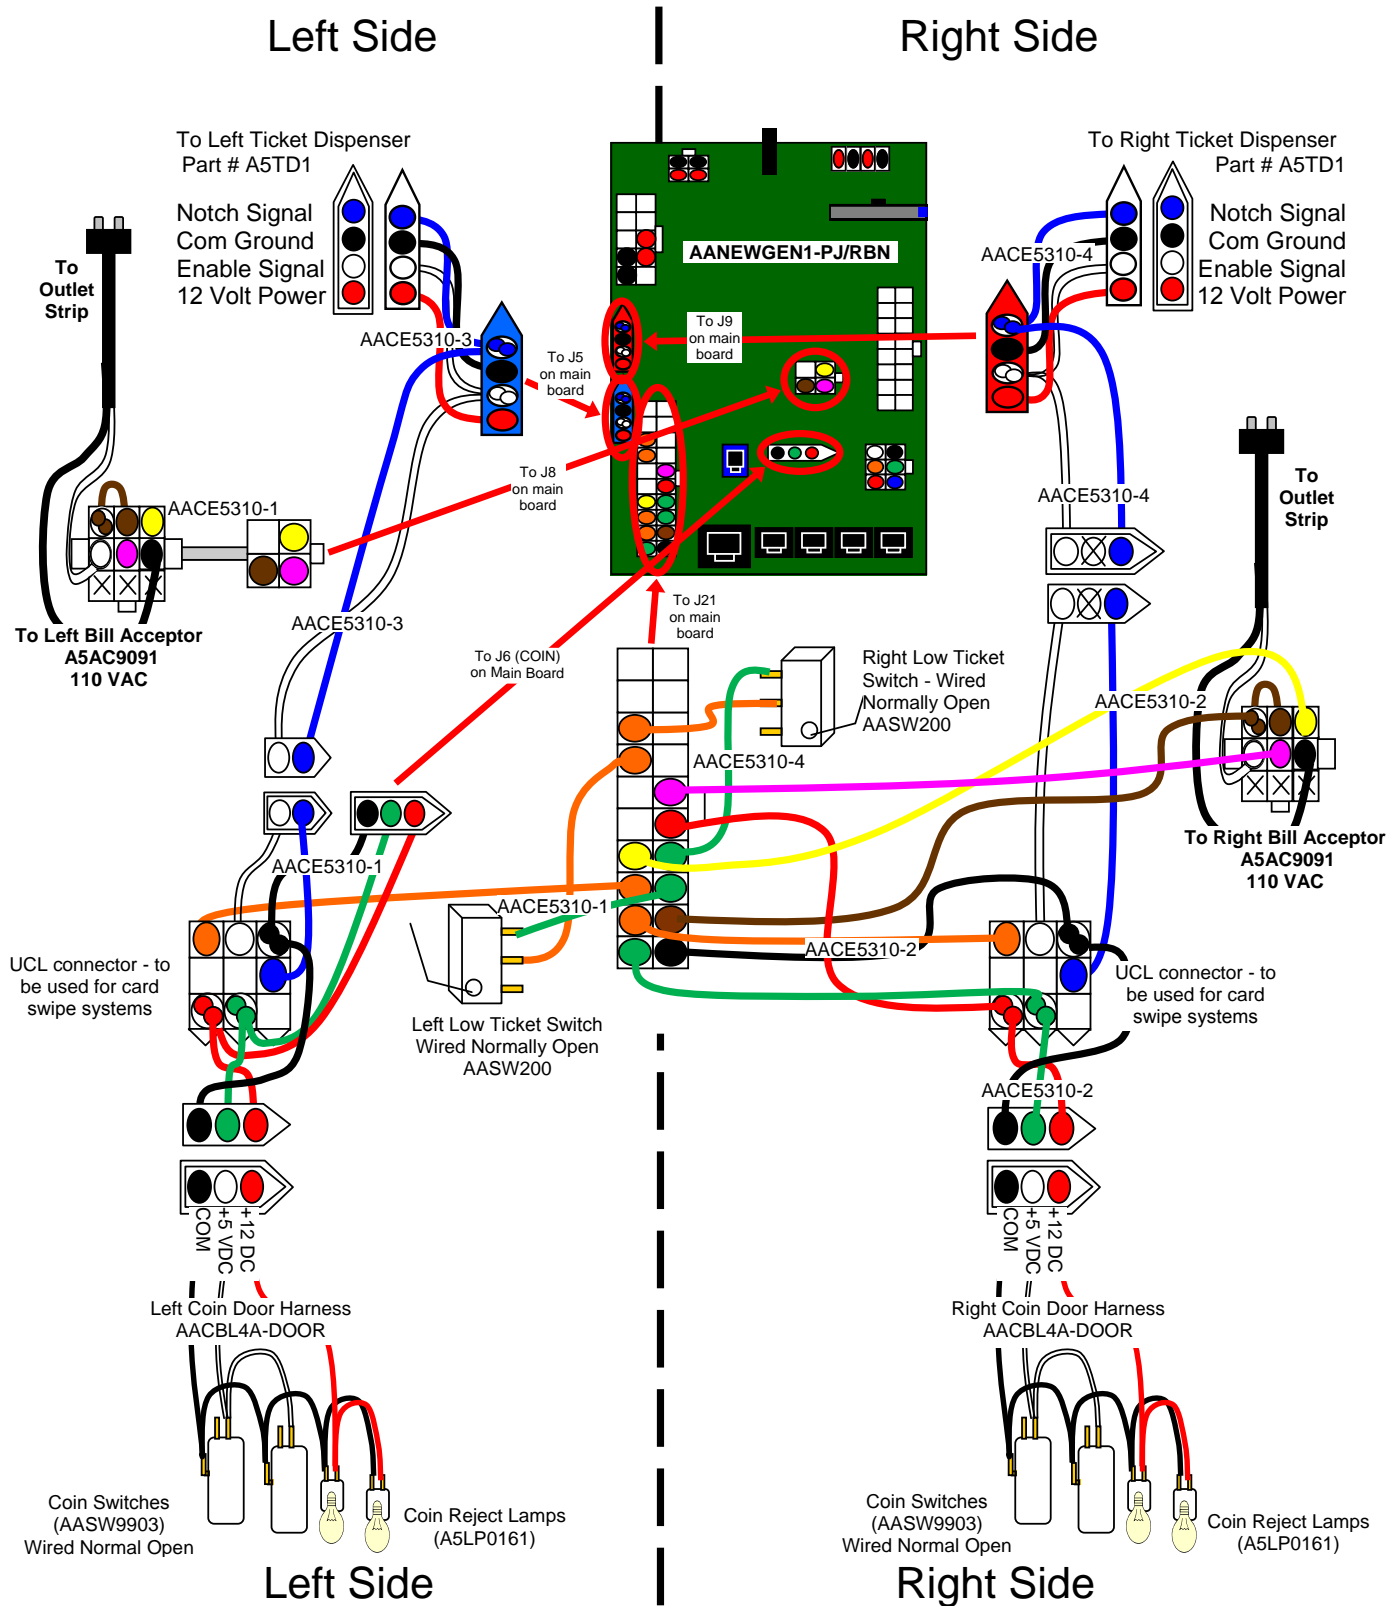 Left Side
Right Side
To Left Ticket Dispenser
Part # A5TD1
Notch Signal
Com Ground
Enable Signal
12 Volt Power
To Right Ticket Dispenser
Part # A5TD1
Notch Signal
Com Ground
Enable Signal
12 Volt Power
To
Outlet
Strip
AANEWGEN1-PJ/RBN
AACE5310-4
AACE5310-3
To J9
on main
board
To J5
on main
board
To J8
on main
board
AACE5310-1
AACE5310-4
To
Outlet
Strip
To Left Bill Acceptor
A5AC9091
110 VAC
AACE5310-3
To J21
on main
board
To J6 (COIN)
on Main Board
Right Low Ticket
Switch - Wired
Normally Open
AASW200
AACE5310-2
AACE5310-4
To Right Bill Acceptor
A5AC9091
110 VAC
AACE5310-1
AACE5310-1
AACE5310-2
UCL connector - to
be used for card
swipe systems
UCL connector - to
be used for card
swipe systems
Left Low Ticket Switch
Wired Normally Open
AASW200
AACE5310-2
COM
+5 VDC
+12 DC
COM
+5 VDC
+12 DC
Left Coin Door Harness
AACBL4A-DOOR
Right Coin Door Harness
AACBL4A-DOOR
Coin Switches
(AASW9903)
Wired Normal Open
Coin Reject Lamps
(A5LP0161)
Coin Switches
(AASW9903)
Wired Normal Open
Coin Reject Lamps
(A5LP0161)
Left Side
Right Side